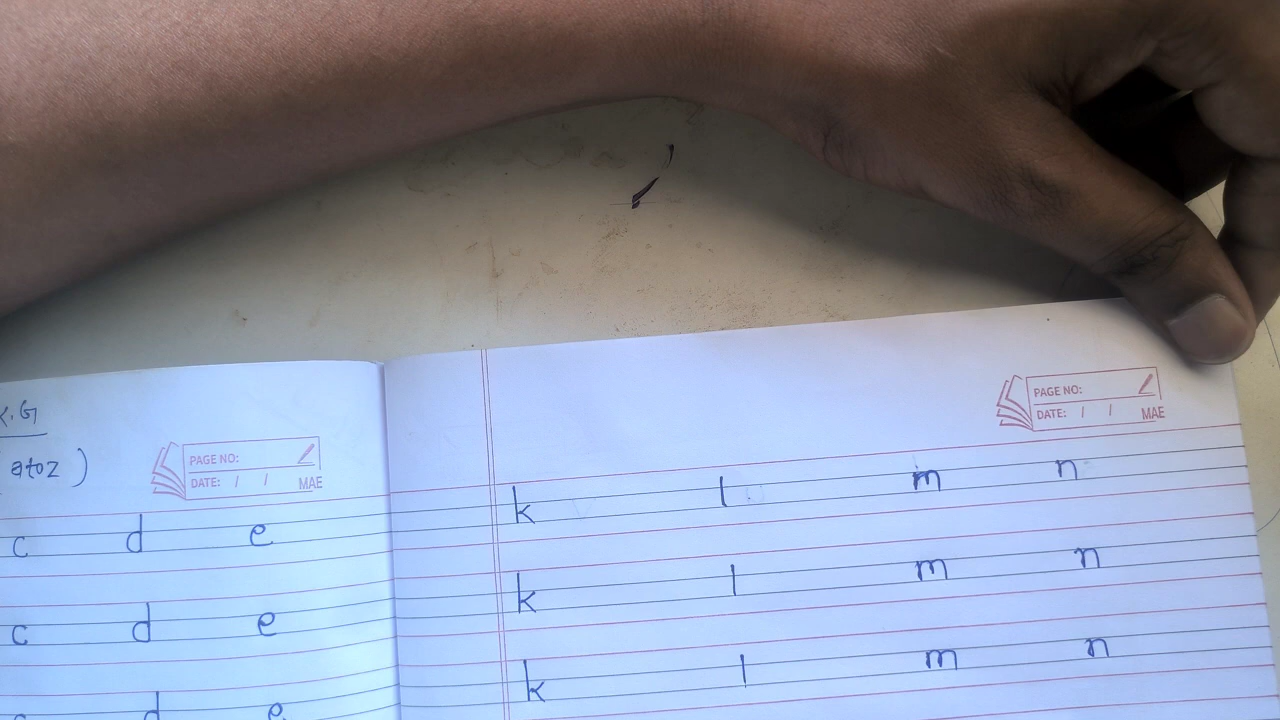 .G
atoz )
PAGE NO:
DATE: / /
MAE
c d e
c d e
c d e
PAGE NO:
DATE: / /
MAE
k l m n
k l m n
k l m n